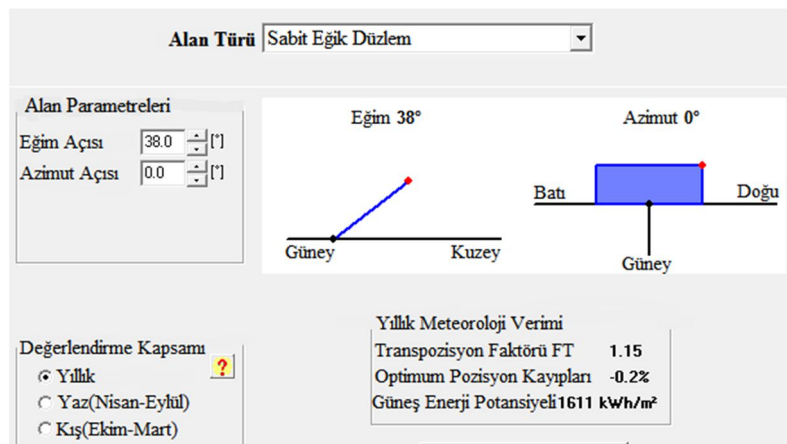 Alan Türü Sabit Eğik Düzlem
Alan Parametreleri
Eğim Açısı 38.0 [°]
Azimut Açısı 0.0 [°]
Eğim 38°
Güney Kuzey
Azimut 0°
Batı Doğu
Güney
Değerlendirme Kapsamı ?
Yıllık
Yaz(Nisan-Eylül)
Kış(Ekim-Mart)
Yıllık Meteoroloji Verimi
Transpozisyon Faktörü FT 1.15
Optimum Pozisyon Kayıpları -0.2%
Güneş Enerji Potansiyeli 1611 kWh/m²